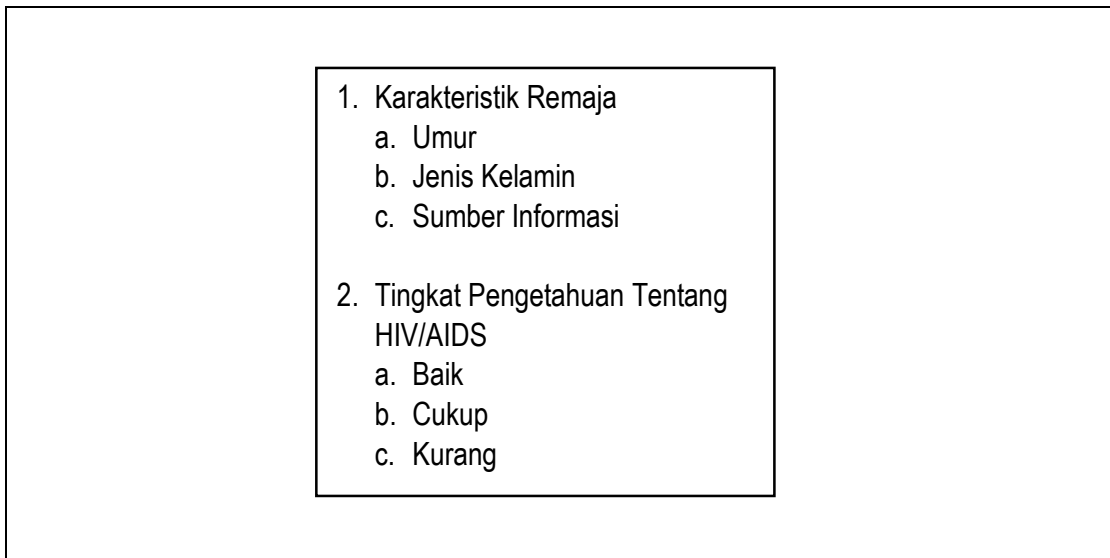 1. Karakteristik Remaja
a. Umur
b. Jenis Kelamin
c. Sumber Informasi
2. Tingkat Pengetahuan Tentang
HIV/AIDS
a. Baik
b. Cukup
c. Kurang